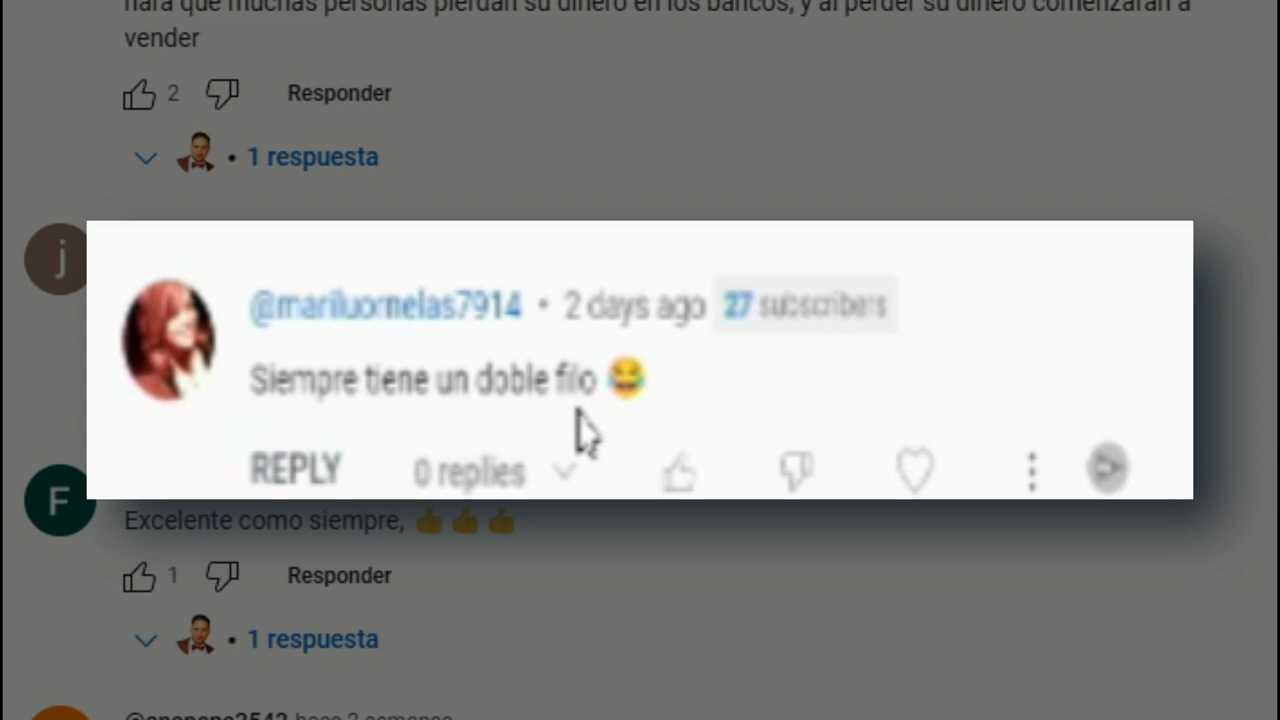 hará que muchas personas pierdan su dinero en los bancos, y al perder su dinero comenzarán a
vender
2 Responder
1 respuesta
j
@mariluornelas7914 • 2 days ago 27 subscribers
Siempre tiene un doble filo 😂
REPLY 0 replies
F
Excelente como siempre, 👍👍👍
1 Responder
1 respuesta